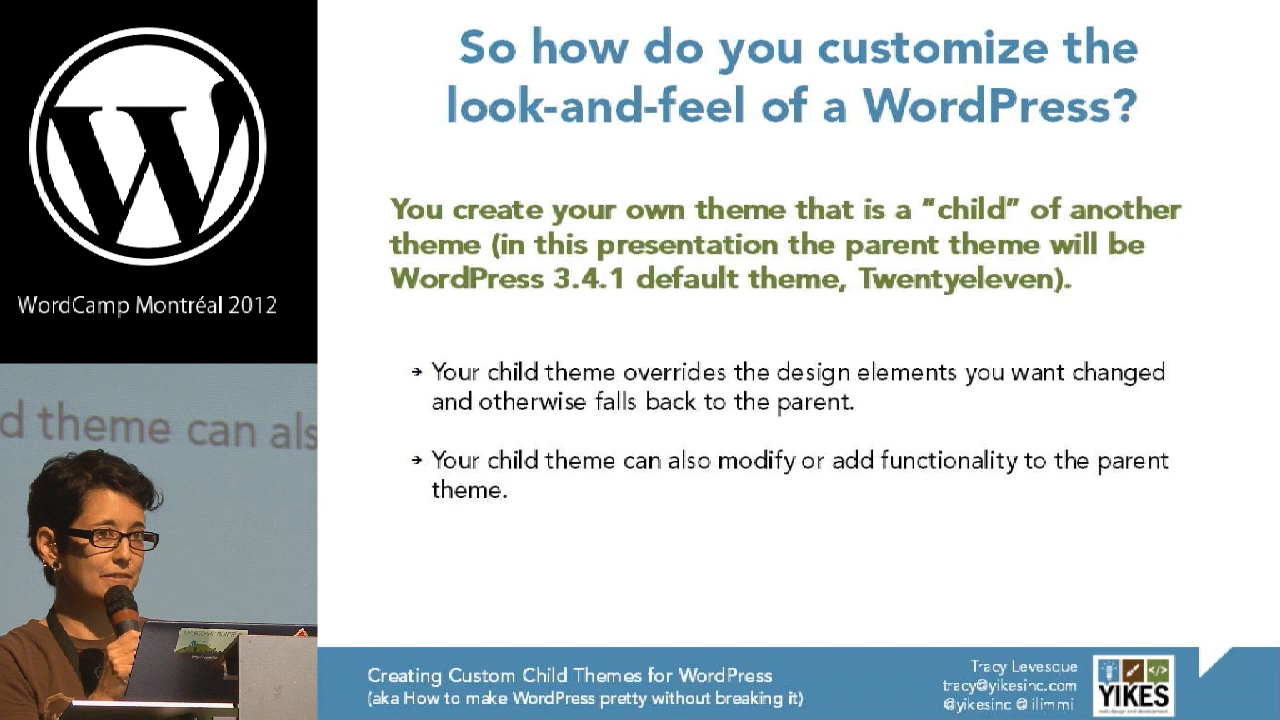 So how do you customize the
look-and-feel of a WordPress?
WordCamp Montréal 2012
You create your own theme that is a “child” of another
theme (in this presentation the parent theme will be
WordPress 3.4.1 default theme, Twentyeleven).
➔ Your child theme overrides the design elements you want changed
and otherwise falls back to the parent.
➔ Your child theme can also modify or add functionality to the parent
theme.
d theme can als
Creating Custom Child Themes for WordPress
(aka How to make WordPress pretty without breaking it)
Tracy Levesque
tracy@yikesinc.com
@yikesinc @ilimmi
YIKES
web design and development